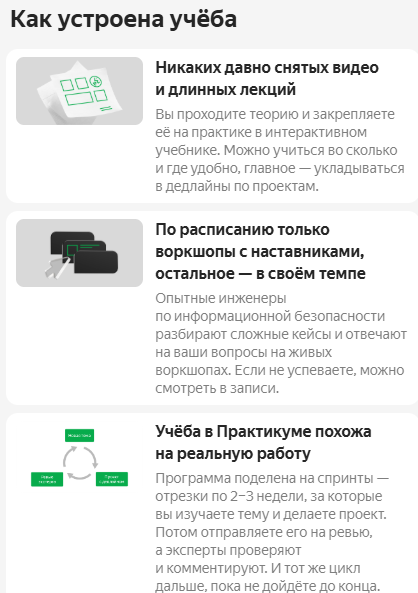 Как устроена учёба
Никаких давно снятых видео
и длинных лекций
Вы проходите теорию и закрепляете
её на практике в интерактивном
учебнике. Можно учиться во сколько
и где удобно, главное — укладываться
в дедлайны по проектам.
По расписанию только
воркшопы с наставниками,
остальное — в своём темпе
Опытные инженеры
по информационной безопасности
разбирают сложные кейсы и отвечают
на ваши вопросы на живых
воркшопах. Если не успеваете, можно
смотреть в записи.
Учёба в Практикуме похожа
на реальную работу
Программа поделена на спринты —
отрезки по 2–3 недели, за которые
вы изучаете тему и делаете проект.
Потом отправляете его на ревью,
а эксперты проверяют
и комментируют. И тот же цикл
дальше, пока не дойдёте до конца.